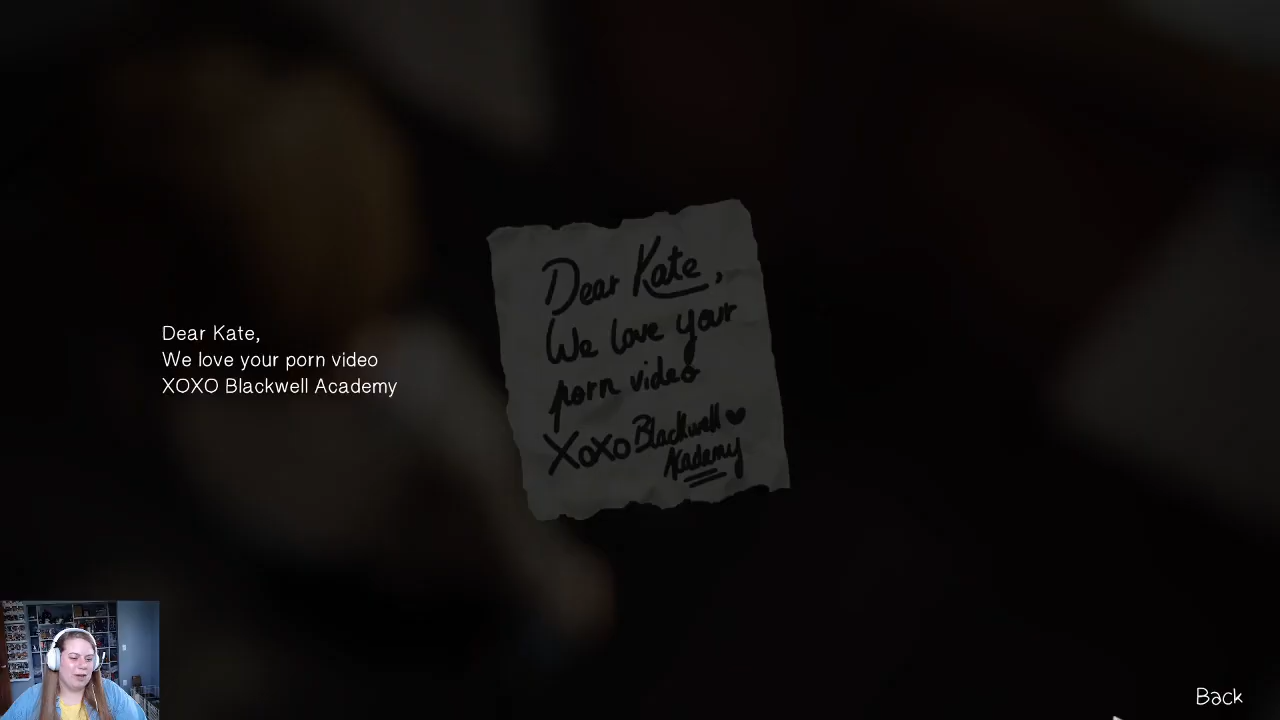 Dear Kate,
We love your porn video
XOXO Blackwell Academy
Dear Kate,
We love your
porn video
XoXo Blackwell
Academy
Back